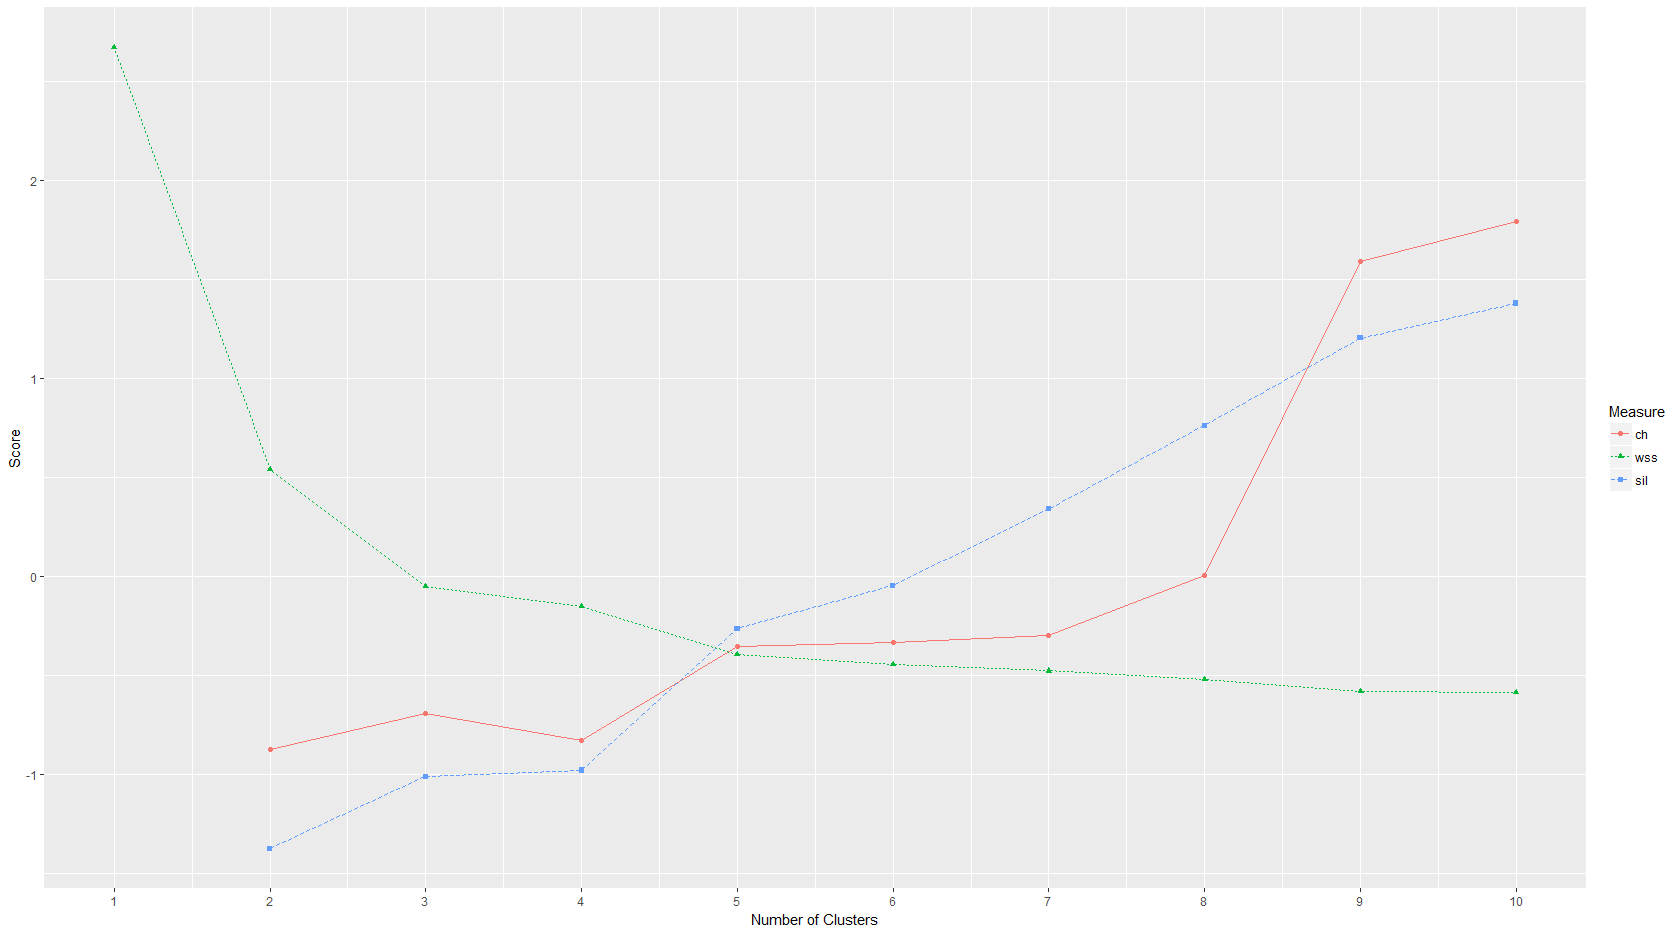 Score
2
1
0
-1
1 2 3 4 5 6 7 8 9 10
Number of Clusters
Measure
ch
wss
sil